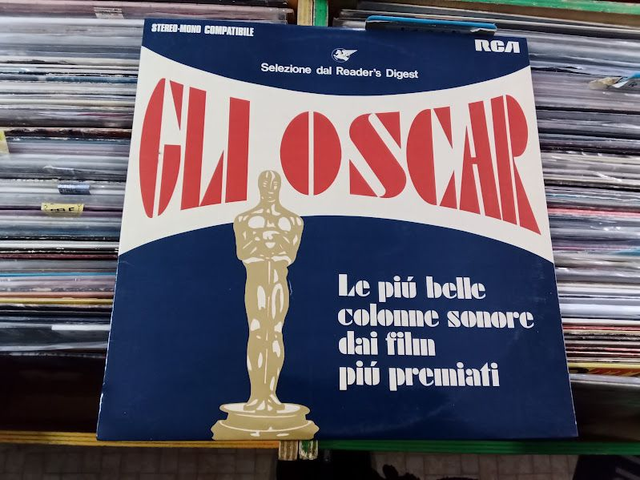 STEREO-MONO COMPATIBILE
RCA
Selezione dal Reader's Digest
GLI OSCAR
Le piú belle
colonne sonore
dai film
piú premiati